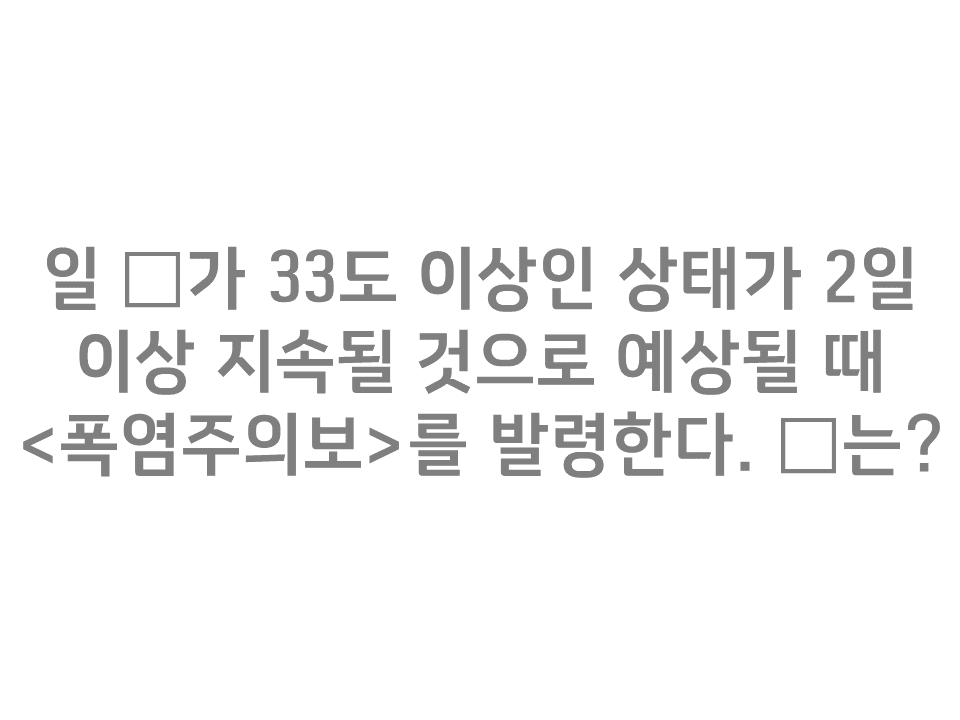 일 □가 33도 이상인 상태가 2일
이상 지속될 것으로 예상될 때
<폭염주의보>를 발령한다. □는?